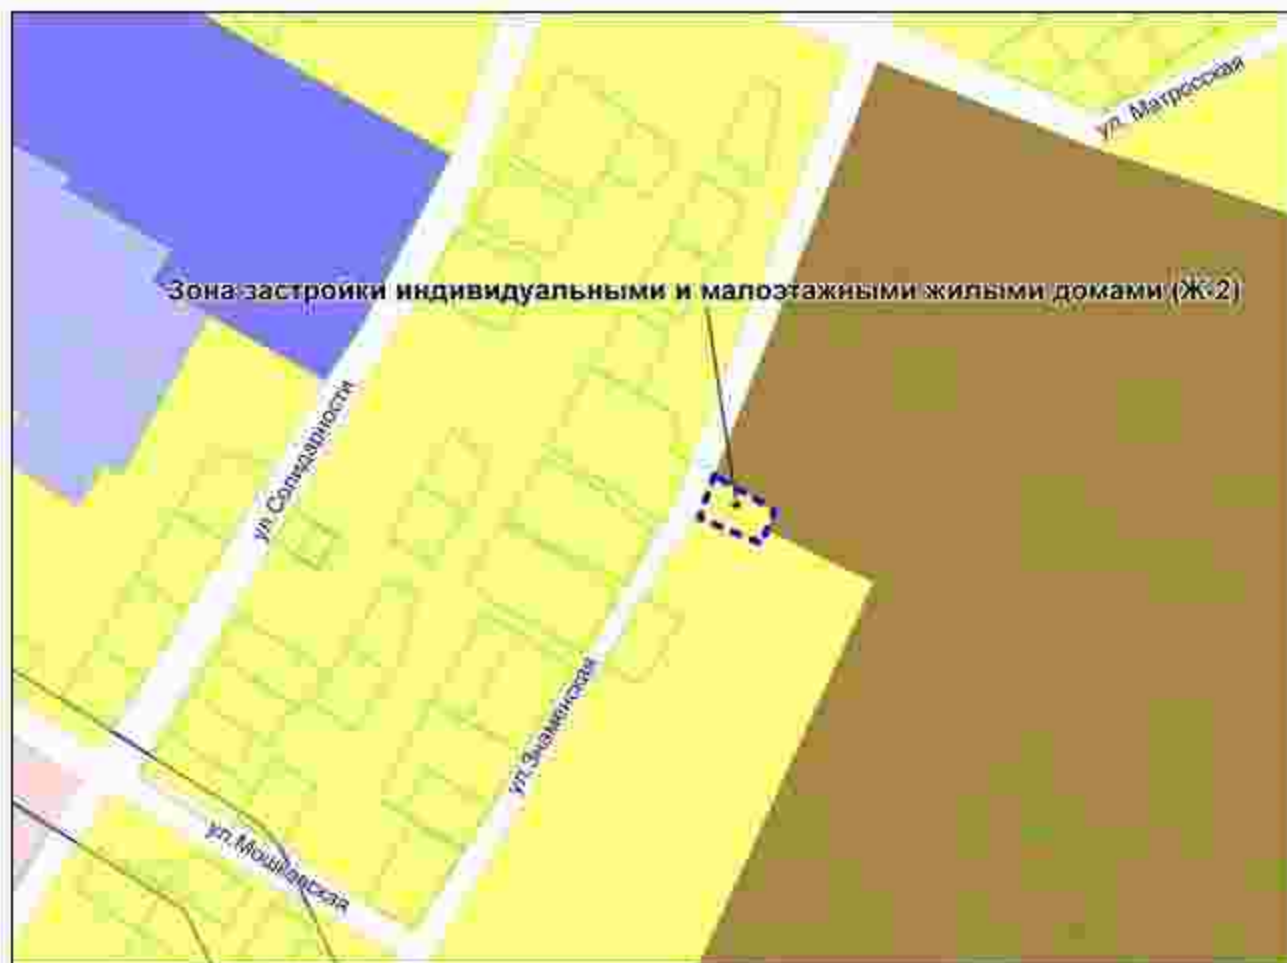 ул. Матросская
Зона застройки индивидуальными и малоэтажными жилыми домами (Ж-2)
ул.Солидарности
ул.Знаменская
ул.Мошковская